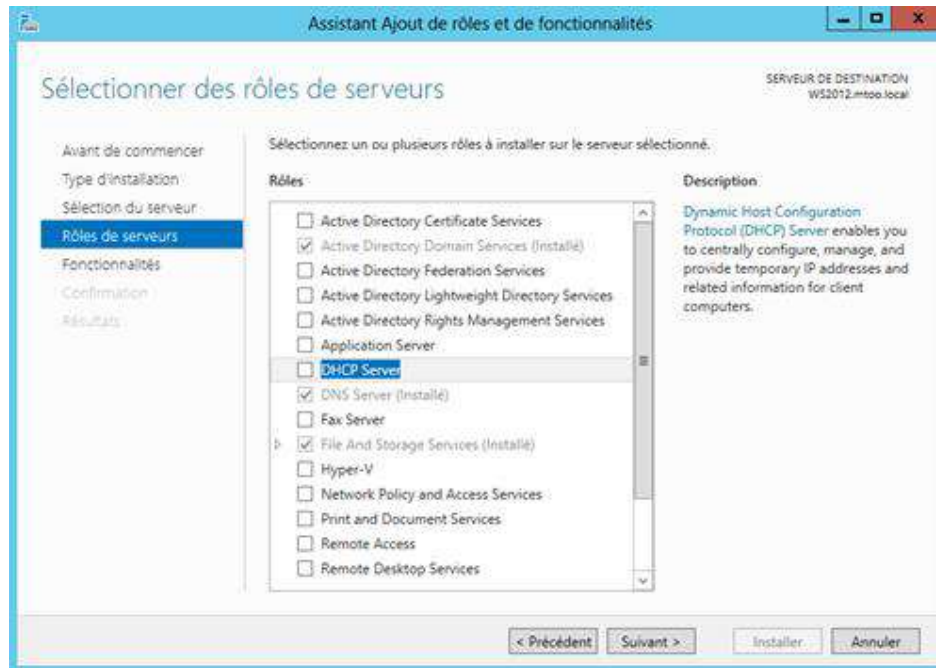 Assistant Ajout de rôles et de fonctionnalités
Sélectionner des rôles de serveurs
SERVEUR DE DESTINATION
WS2012.mtoo.local
Avant de commencer
Type d'installation
Sélection du serveur
Rôles de serveurs
Fonctionnalités
Confirmation
Résultats
Sélectionnez un ou plusieurs rôles à installer sur le serveur sélectionné.
Rôles
Active Directory Certificate Services
Active Directory Domain Services (Installé)
Active Directory Federation Services
Active Directory Lightweight Directory Services
Active Directory Rights Management Services
Application Server
DHCP Server
DNS Server (Installé)
Fax Server
File And Storage Services (Installé)
Hyper-V
Network Policy and Access Services
Print and Document Services
Remote Access
Remote Desktop Services
Description
Dynamic Host Configuration
Protocol (DHCP) Server enables you
to centrally configure, manage, and
provide temporary IP addresses and
related information for client
computers.
< Précédent
Suivant >
Installer
Annuler